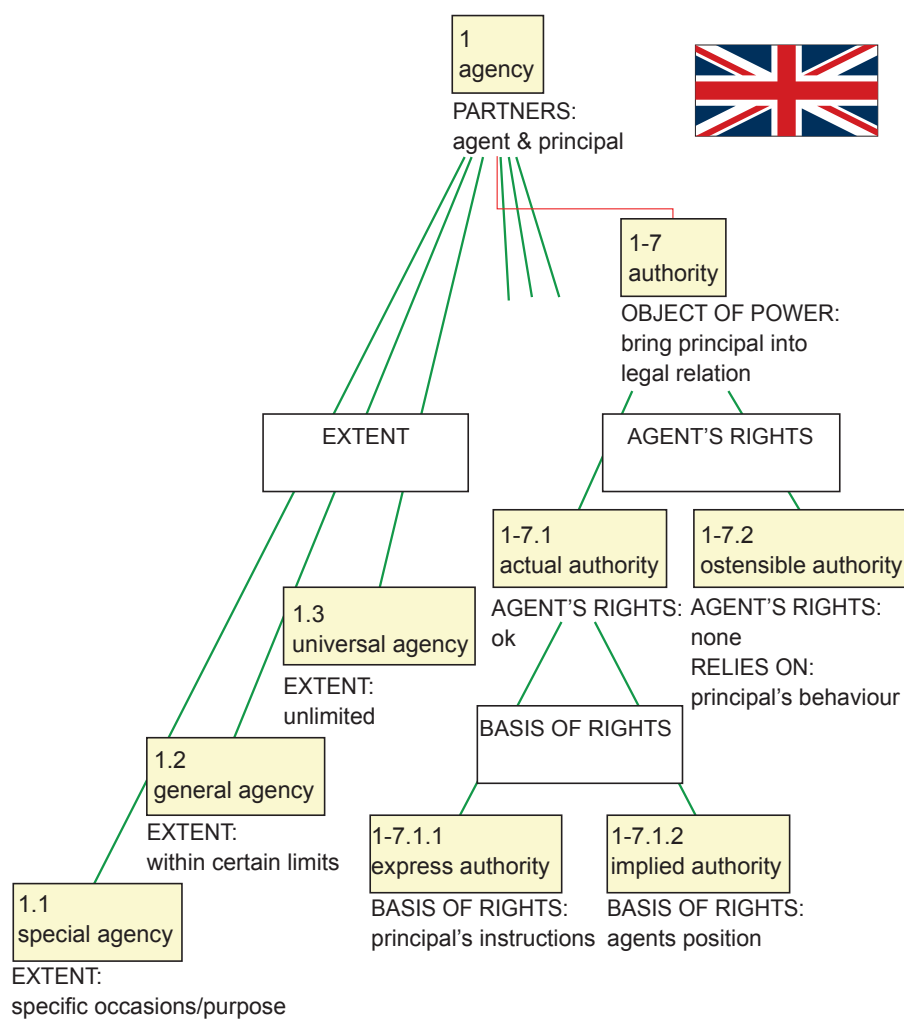 1
agency
PARTNERS:
agent & principal
1-7
authority
OBJECT OF POWER:
bring principal into
legal relation
EXTENT
AGENT'S RIGHTS
1-7.1
actual authority
AGENT'S RIGHTS:
ok
1-7.2
ostensible authority
AGENT'S RIGHTS:
none
RELIES ON:
principal's behaviour
1.3
universal agency
EXTENT:
unlimited
BASIS OF RIGHTS
1.2
general agency
EXTENT:
within certain limits
1-7.1.1
express authority
BASIS OF RIGHTS:
principal's instructions
1-7.1.2
implied authority
BASIS OF RIGHTS:
agents position
1.1
special agency
EXTENT:
specific occasions/purpose